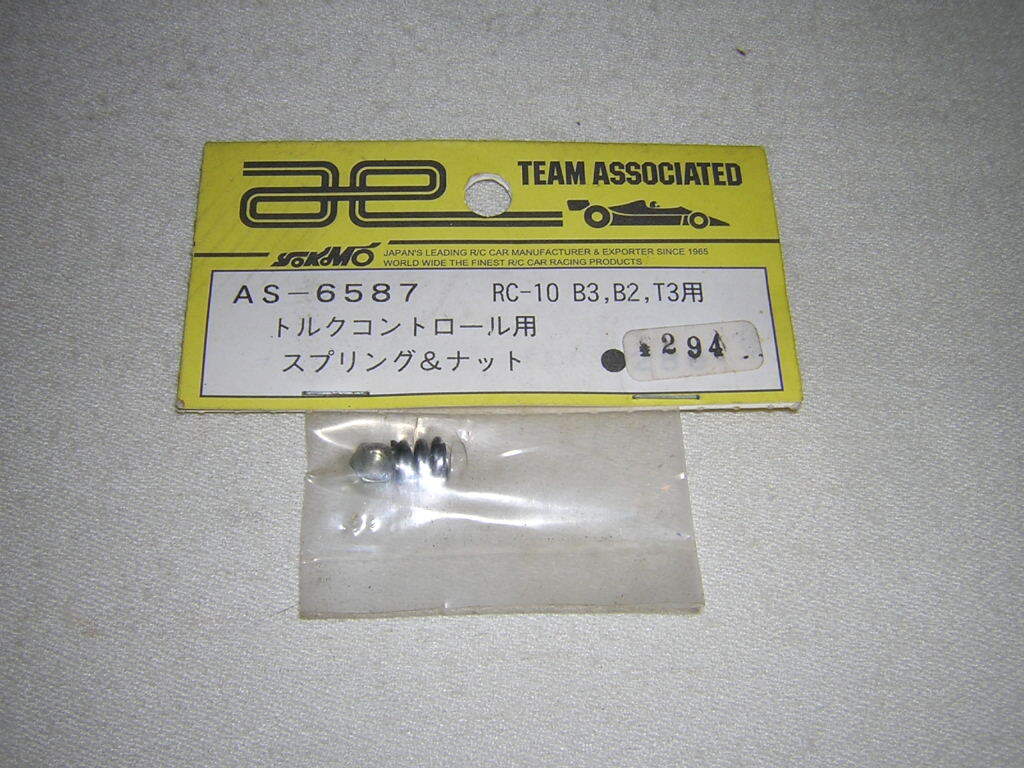 ae TEAM ASSOCIATED
YOKOMO JAPAN'S LEADING R/C CAR MANUFACTURER & EXPORTER SINCE 1965
WORLD WIDE THE FINEST R/C CAR RACING PRODUCTS
AS-6587 RC-10 B3,B2,T3用
トルクコントロール用
スプリング&ナット
¥294